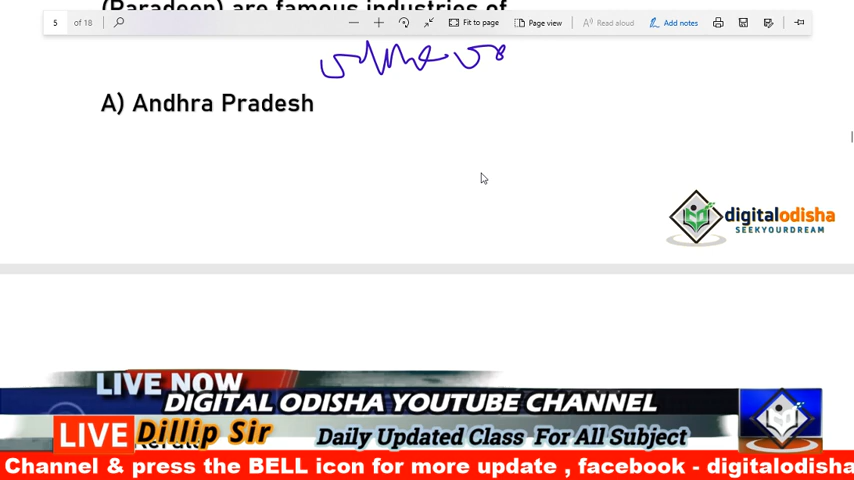 (Paradeep) are famous industries of
5 of 18 Fit to page Page view Read aloud Add notes
A) Andhra Pradesh
digitalodisha
SEEKYOURDREAM
LIVE NOW
DIGITAL ODISHA YOUTUBE CHANNEL
LIVE Dillip Sir Daily Updated Class For All Subject
Channel & press the BELL icon for more update , facebook - digitalodisha